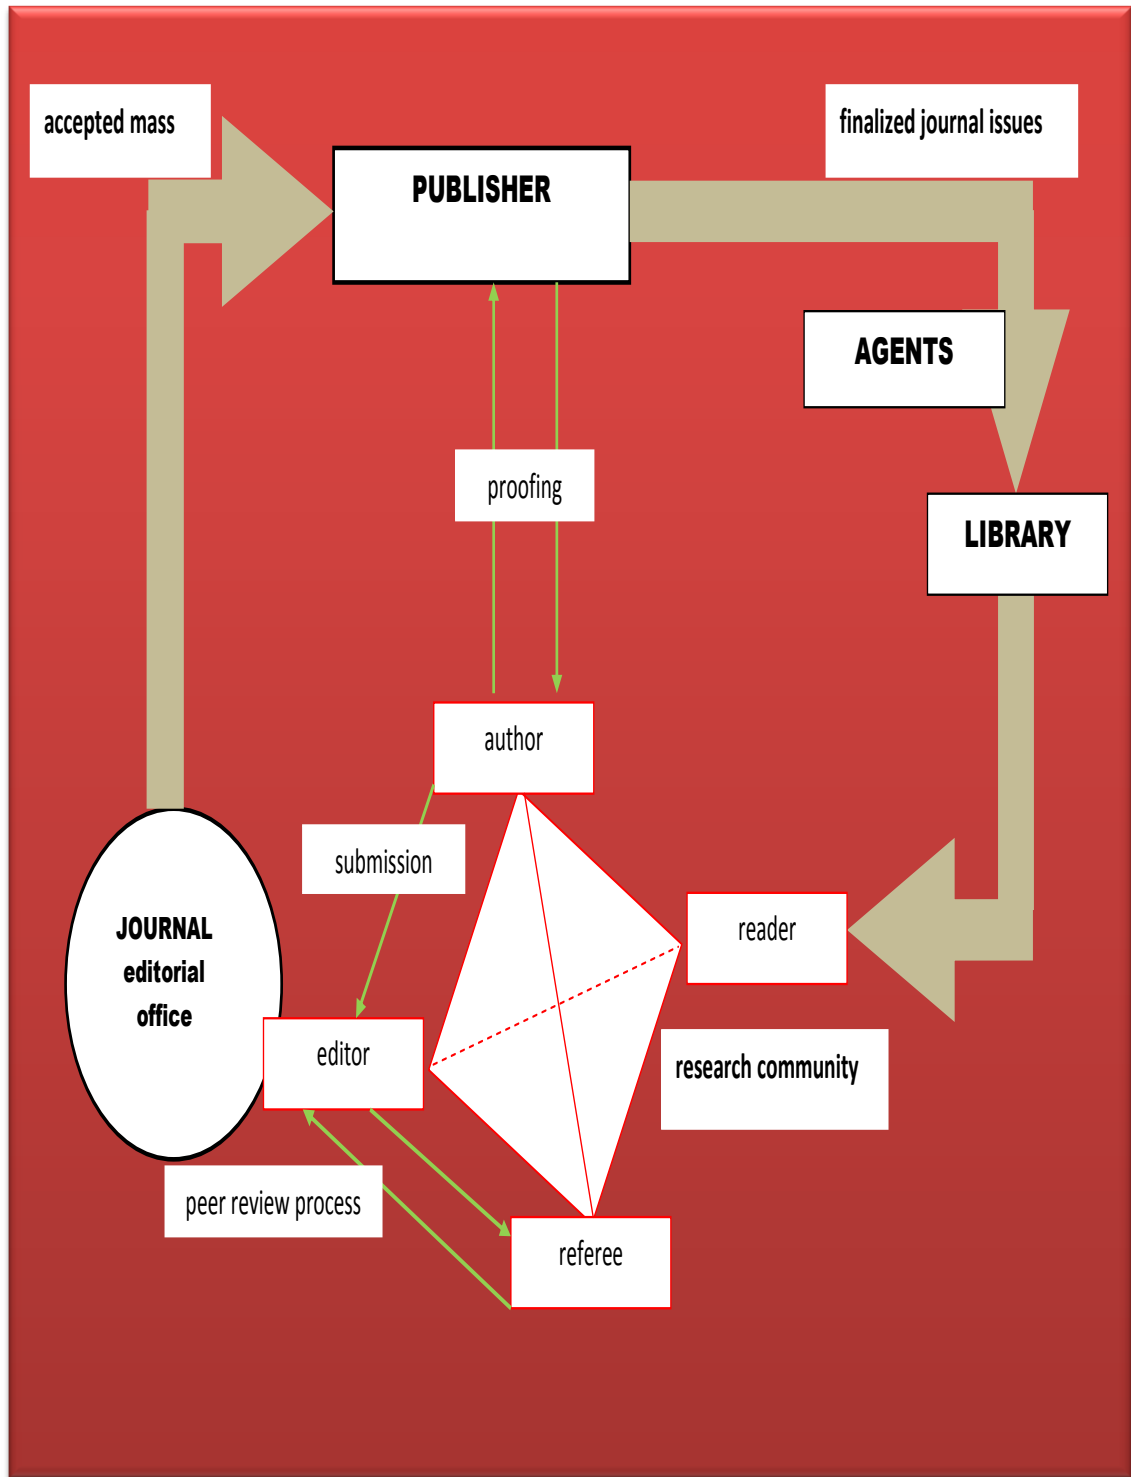 accepted mass
finalized journal issues
PUBLISHER
AGENTS
proofing
LIBRARY
author
submission
reader
JOURNAL
editorial
office
editor
research community
peer review process
referee